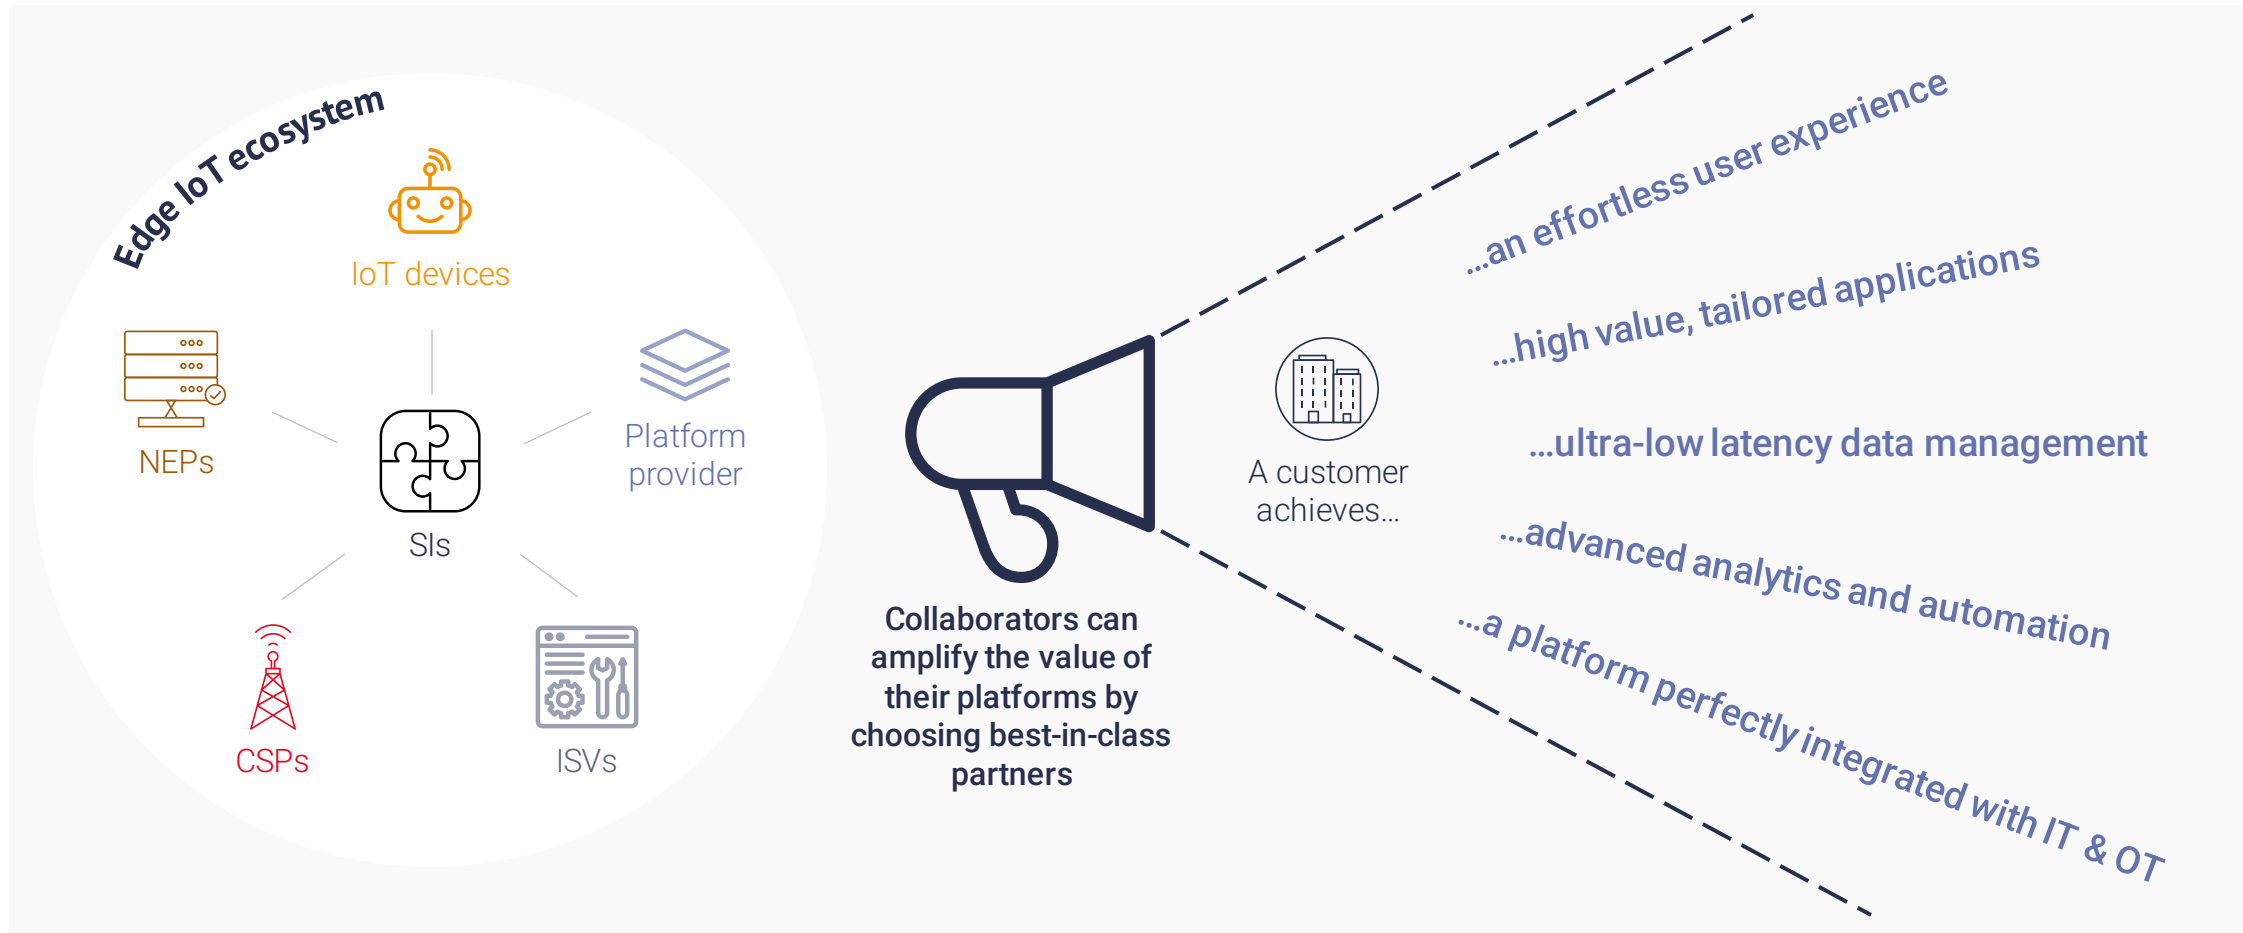 Edge IoT ecosystem
IoT devices
NEPs
Platform
provider
SIs
CSPs
ISVs
Collaborators can
amplify the value of
their platforms by
choosing best-in-class
partners
A customer
achieves...
...an effortless user experience
...high value, tailored applications
...ultra-low latency data management
...advanced analytics and automation
...a platform perfectly integrated with IT & OT